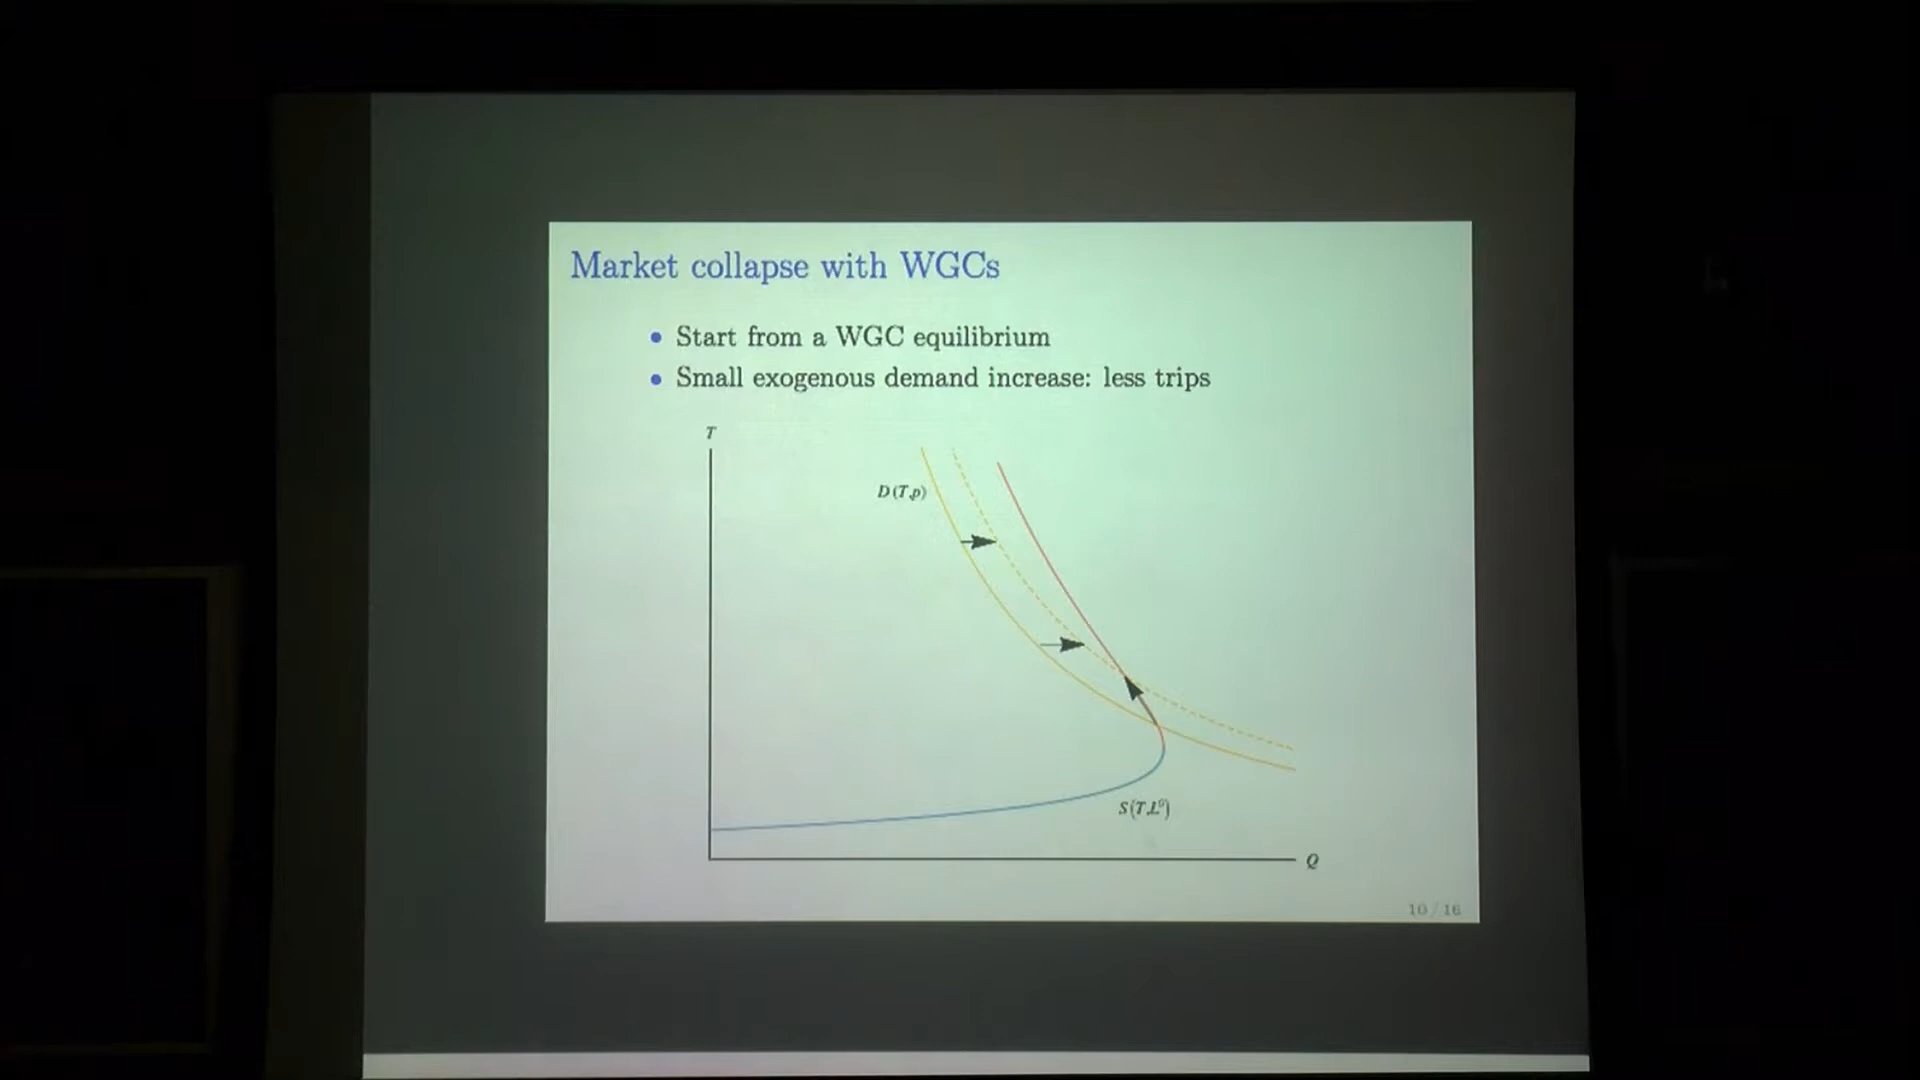 Market collapse with WGCs
• Start from a WGC equilibrium
• Small exogenous demand increase: less trips
T
D(T,p)
S(T,L⁰)
Q
10 / 16